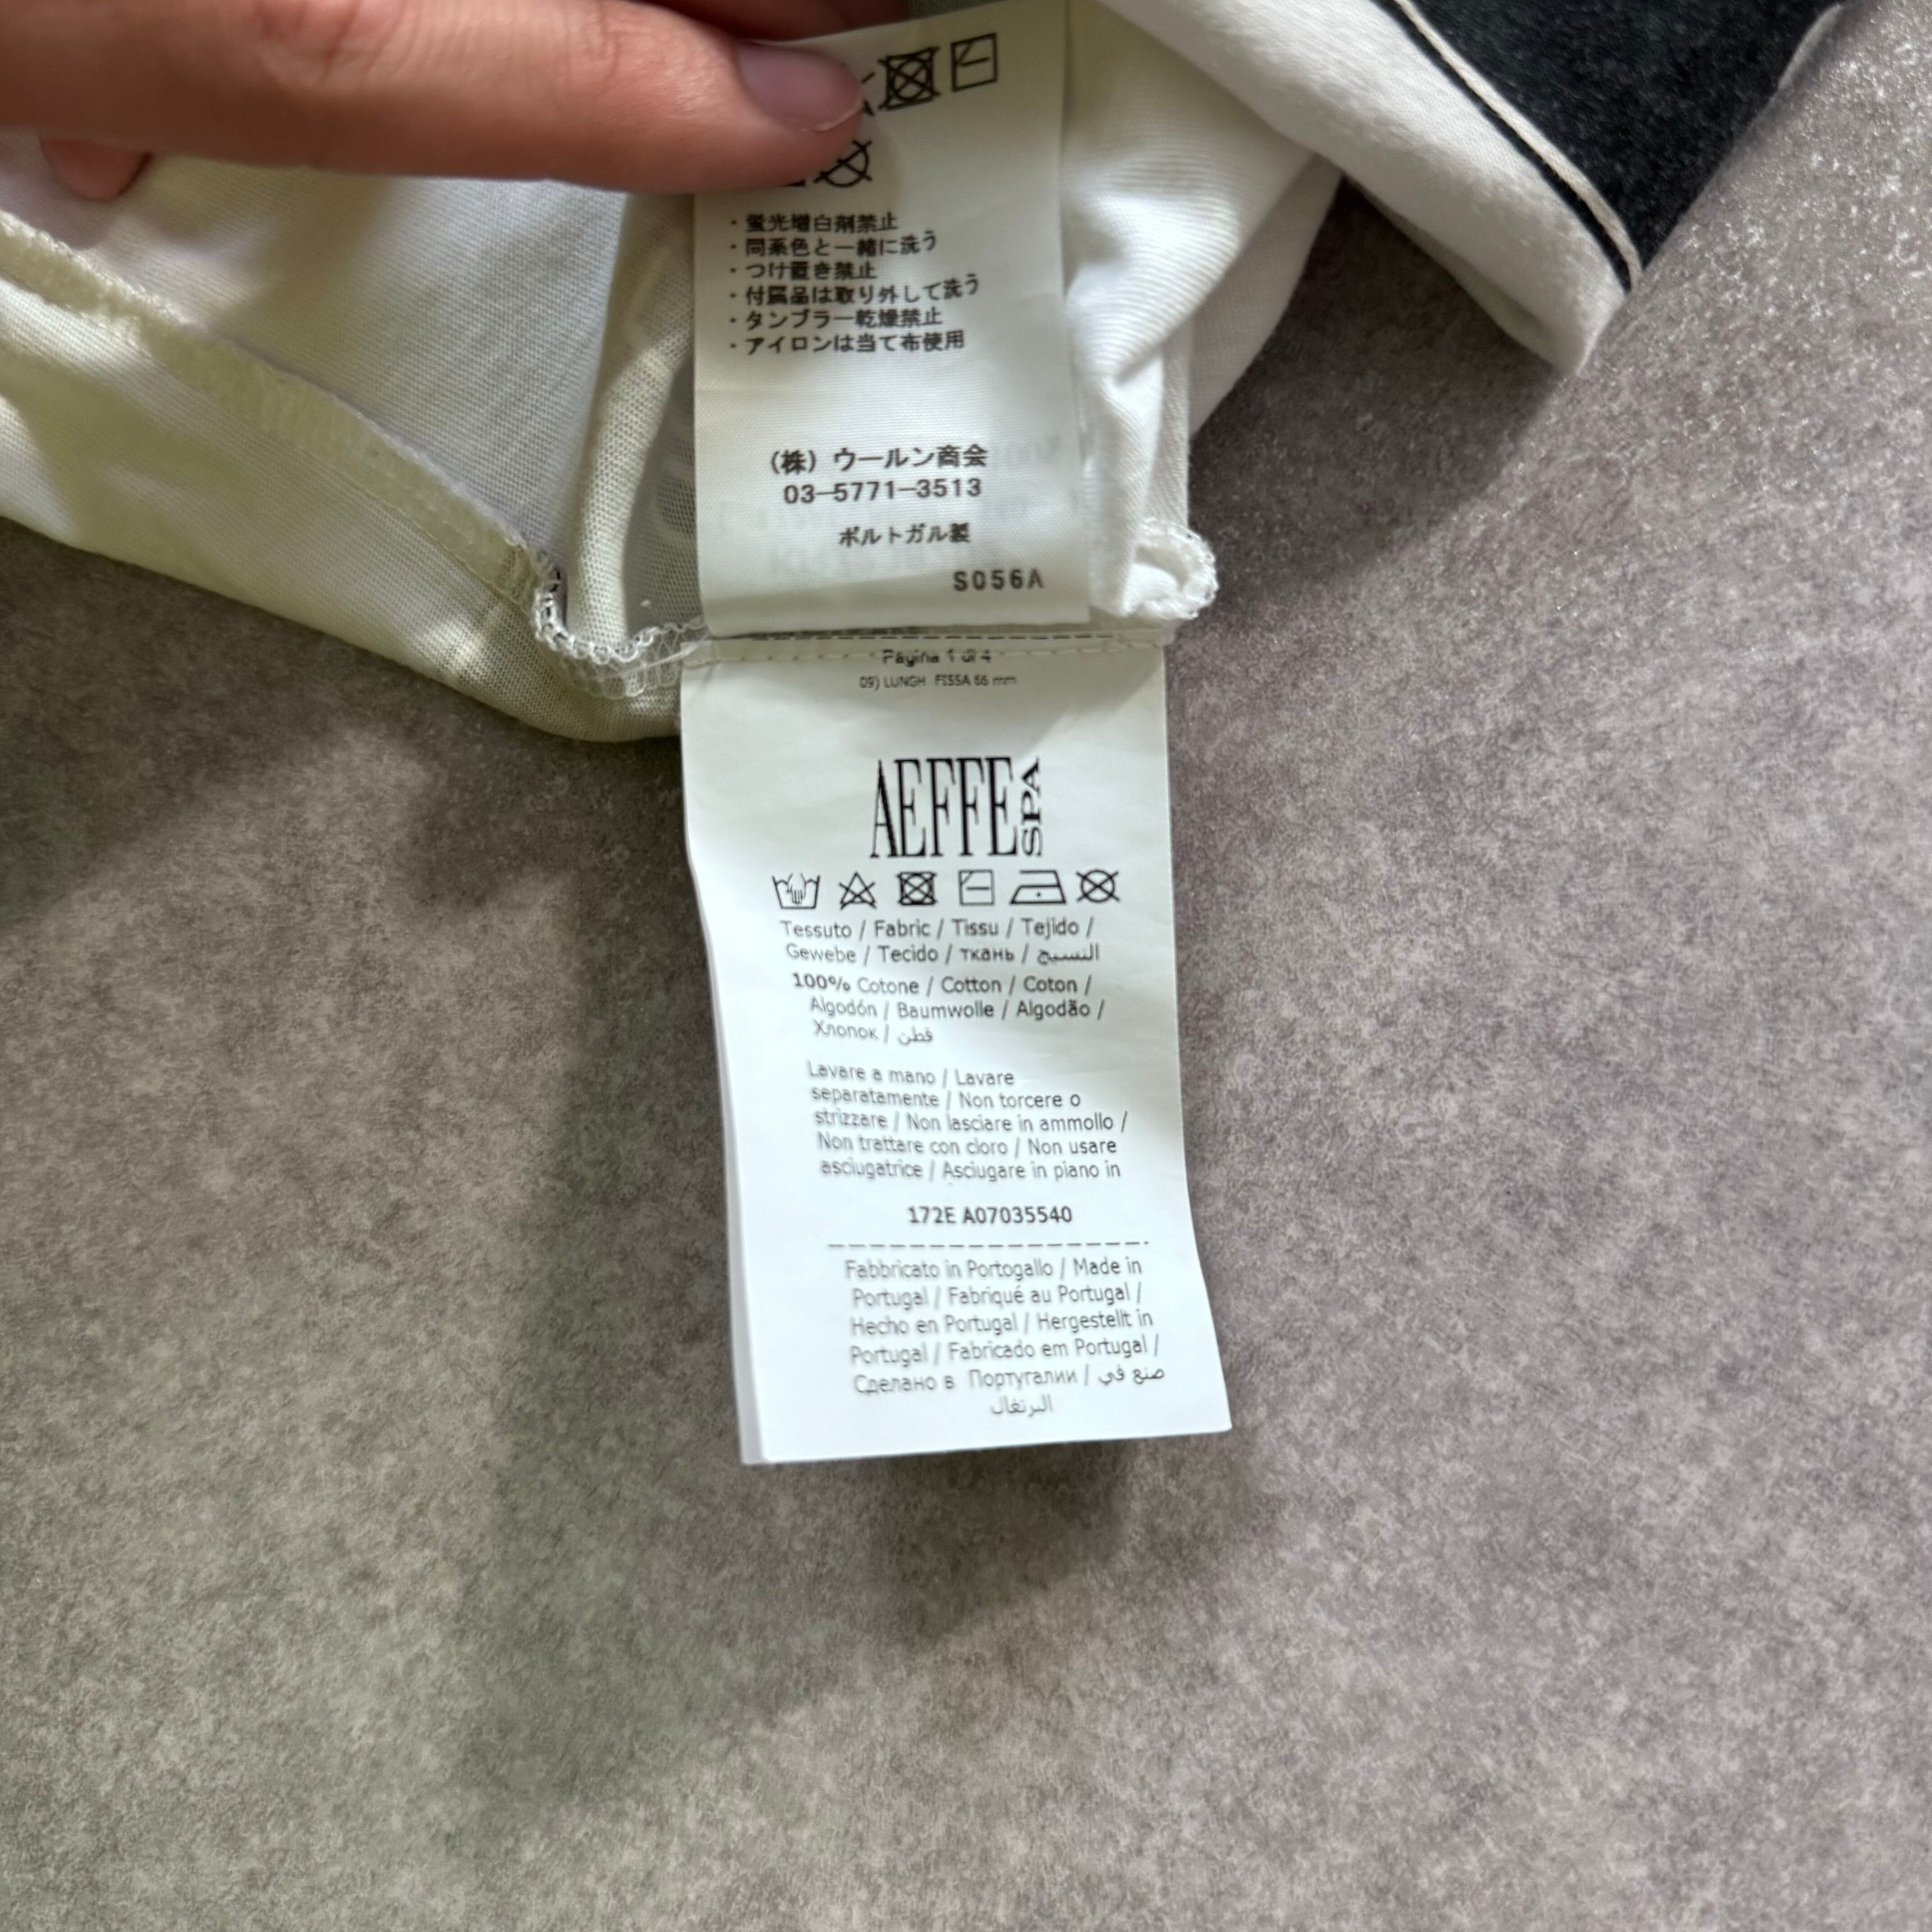 ・蛍光増白剤禁止
・同系色と一緒に洗う
・つけ置き禁止
・付属品は取り外して洗う
・タンブラー乾燥禁止
・アイロンは当て布使用
(株) ウールン商会
03-5771-3513
ポルトガル製
S056A
Pagina 1 di 4
09) LUNGH FISSA 66 mm
AEFFE SPA
Tessuto / Fabric / Tissu / Tejido /
Gewebe / Tecido / ткань / النسيج
100% Cotone / Cotton / Coton /
Algodón / Baumwolle / Algodão /
Хлопок / قطن
Lavare a mano / Lavare
separatamente / Non torcere o
strizzare / Non lasciare in ammollo /
Non trattare con cloro / Non usare
asciugatrice / Asciugare in piano in
172E A07035540
Fabbricato in Portogallo / Made in
Portugal / Fabriqué au Portugal /
Hecho en Portugal / Hergestellt in
Portugal / Fabricado em Portugal /
Сделано в Португалии / صنع في
البرتغال